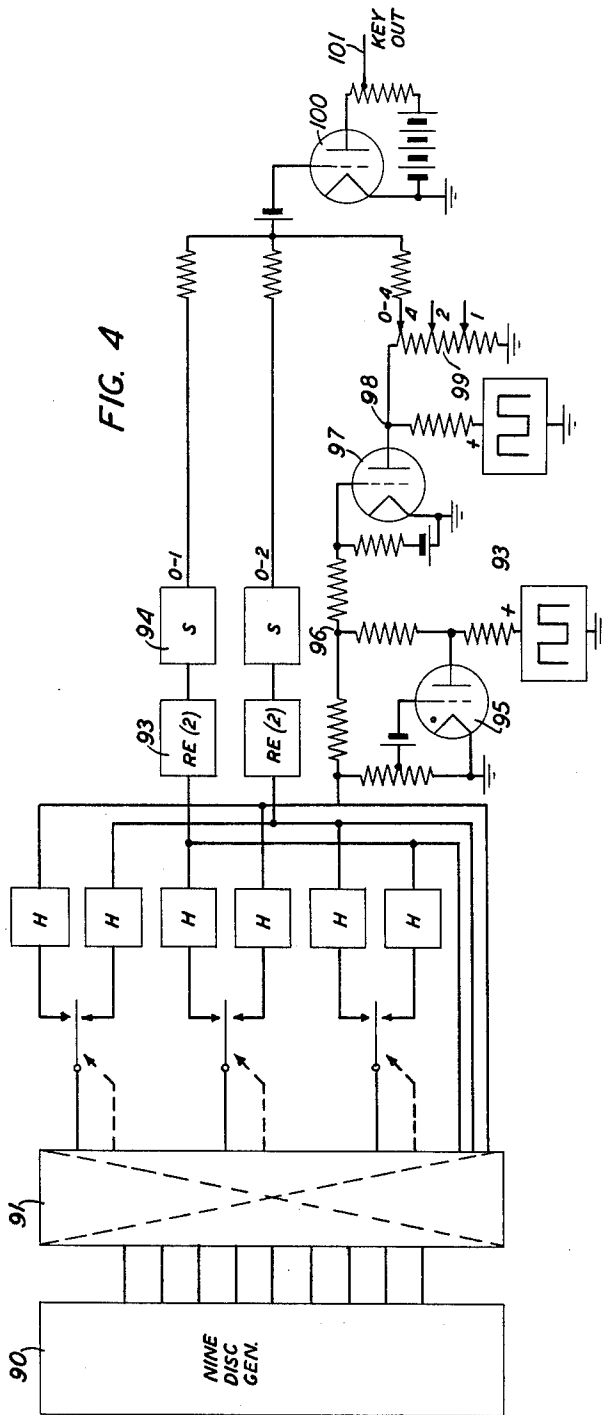 FIG. 4
90
NINE
DISC
GEN.
91
H
H
H
H
H
H
93
RE (2)
94
S
0-1
RE (2)
S
0-2
95
96
93
+
97
98
+
99
0-4
4
2
1
100
101
KEY
OUT